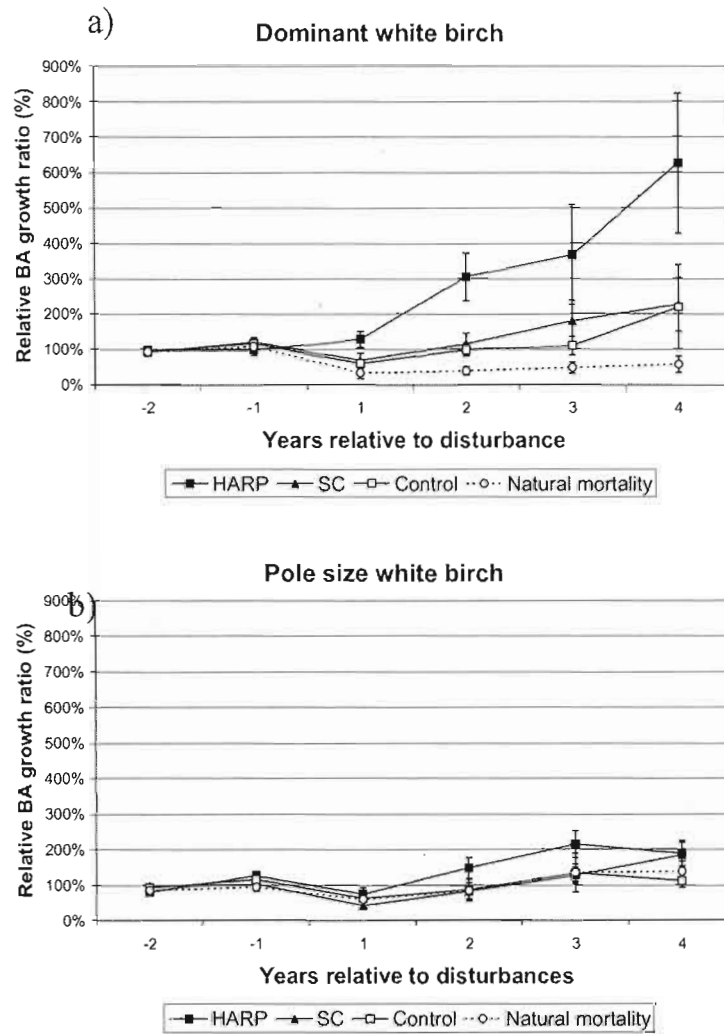 a)
Dominant white birch
900%
800%
700%
600%
500%
400%
300%
200%
100%
0%
Relative BA growth ratio (%)
-2 -1 1 2 3 4
Years relative to disturbance
HARP SC Control Natural mortality
Pole size white birch
b)
900%
800%
700%
600%
500%
400%
300%
200%
100%
0%
Relative BA growth ratio (%)
-2 -1 1 2 3 4
Years relative to disturbances
HARP SC Control Natural mortality